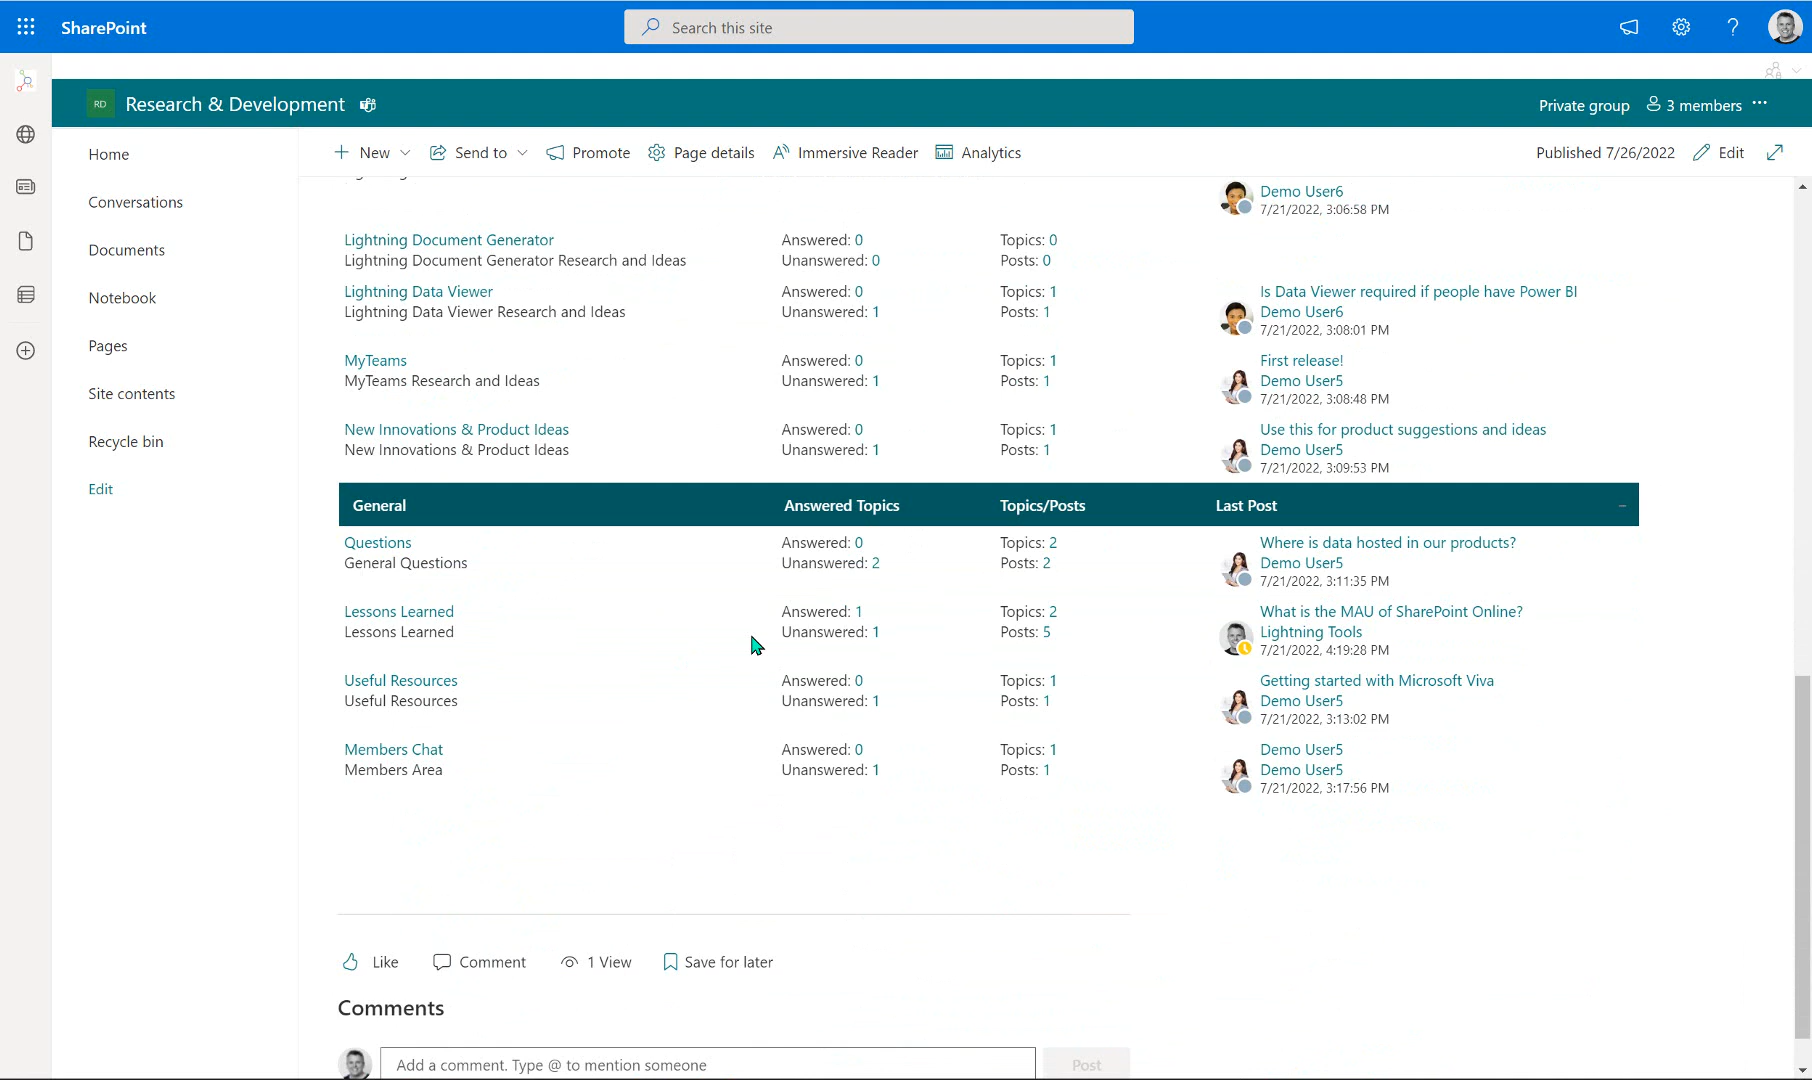 SharePoint
Search this site
?
RD Research & Development
Private group 3 members ...
Home
Conversations
Documents
Notebook
Pages
Site contents
Recycle bin
Edit
New Send to Promote Page details Immersive Reader Analytics
Published 7/26/2022 Edit
Demo User6
7/21/2022, 3:06:58 PM
Lightning Document Generator Answered: 0 Topics: 0
Lightning Document Generator Research and Ideas Unanswered: 0 Posts: 0
Lightning Data Viewer Answered: 0 Topics: 1 Is Data Viewer required if people have Power BI
Lightning Data Viewer Research and Ideas Unanswered: 1 Posts: 1 Demo User6
7/21/2022, 3:08:01 PM
MyTeams Answered: 0 Topics: 1 First release!
MyTeams Research and Ideas Unanswered: 1 Posts: 1 Demo User5
7/21/2022, 3:08:48 PM
New Innovations & Product Ideas Answered: 0 Topics: 1 Use this for product suggestions and ideas
New Innovations & Product Ideas Unanswered: 1 Posts: 1 Demo User5
7/21/2022, 3:09:53 PM
General Answered Topics Topics/Posts Last Post
Questions Answered: 0 Topics: 2 Where is data hosted in our products?
General Questions Unanswered: 2 Posts: 2 Demo User5
7/21/2022, 3:11:35 PM
Lessons Learned Answered: 1 Topics: 2 What is the MAU of SharePoint Online?
Lessons Learned Unanswered: 1 Posts: 5 Lightning Tools
7/21/2022, 4:19:28 PM
Useful Resources Answered: 0 Topics: 1 Getting started with Microsoft Viva
Useful Resources Unanswered: 1 Posts: 1 Demo User5
7/21/2022, 3:13:02 PM
Members Chat Answered: 0 Topics: 1 Demo User5
Members Area Unanswered: 1 Posts: 1 Demo User5
7/21/2022, 3:17:56 PM
Like Comment 1 View Save for later
Comments
Add a comment. Type @ to mention someone Post